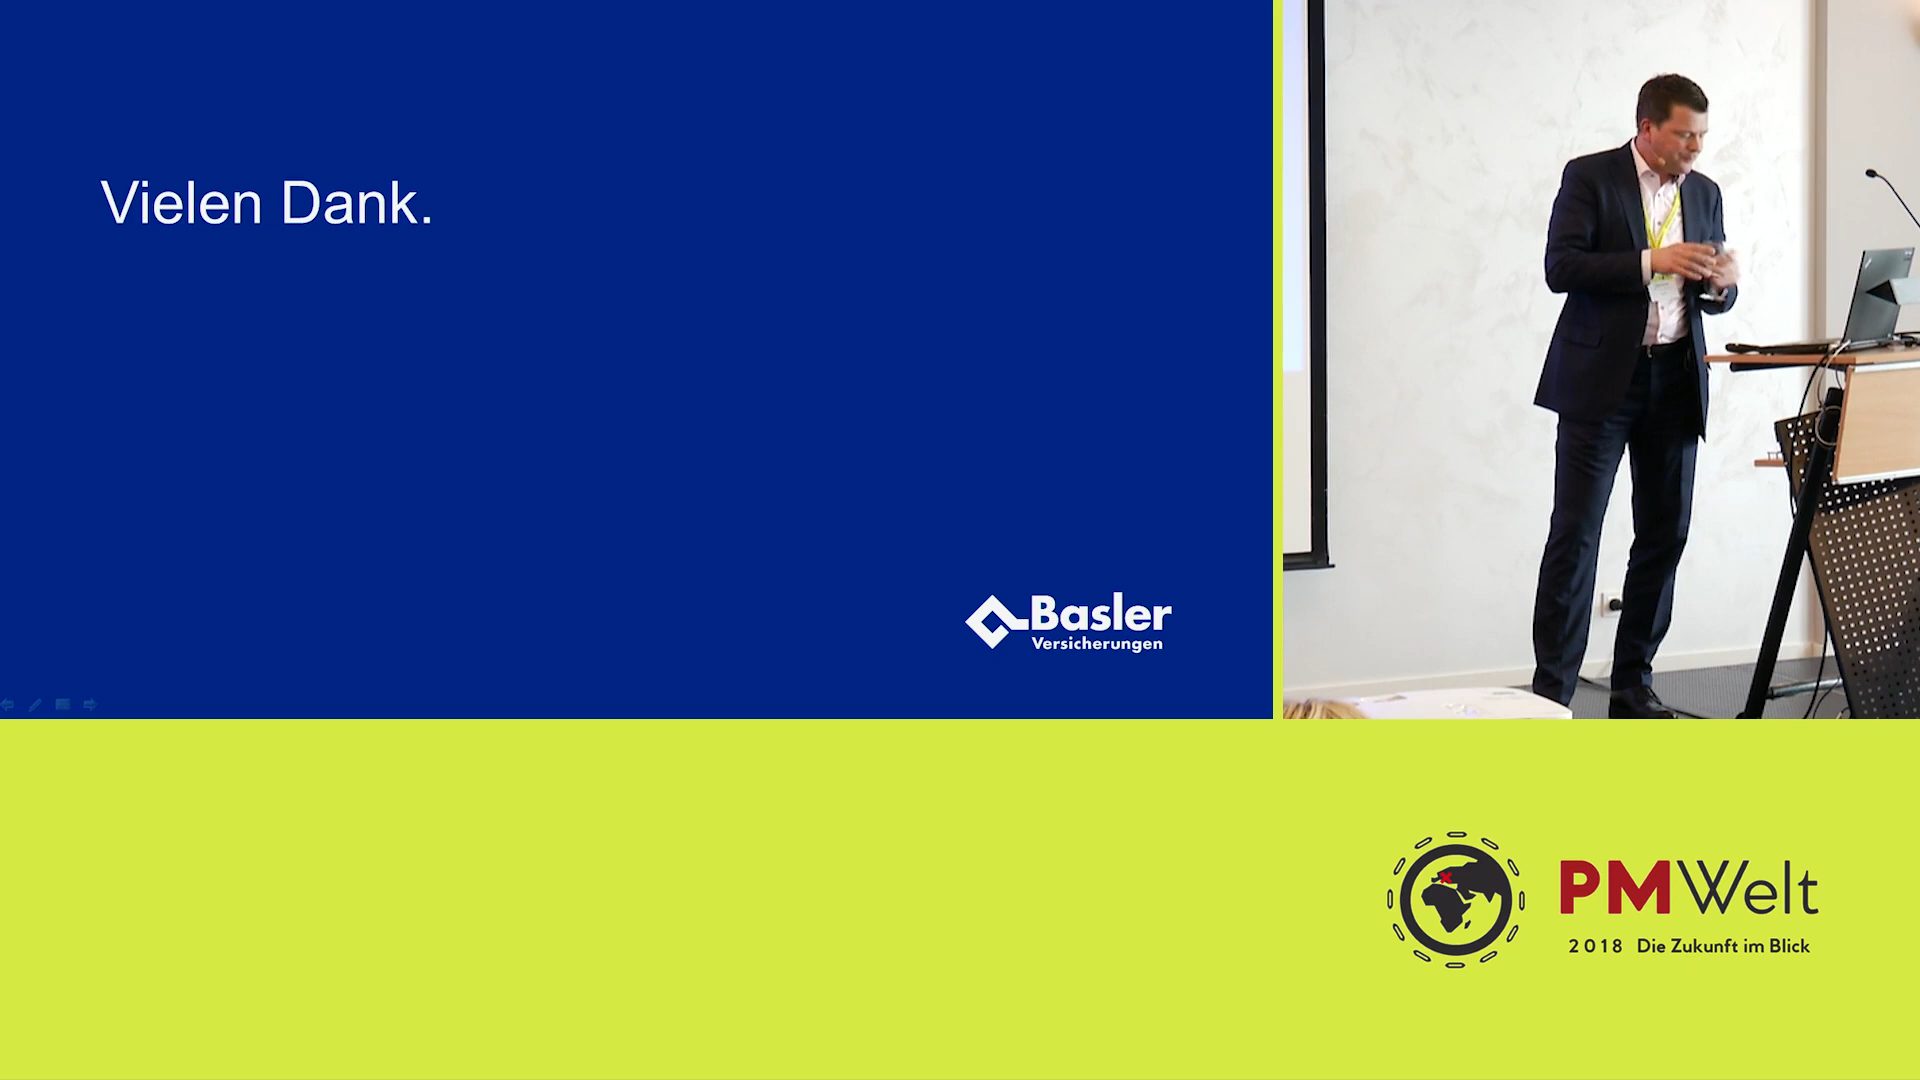 Vielen Dank.
Basler
Versicherungen
PMWelt
2018 Die Zukunft im Blick